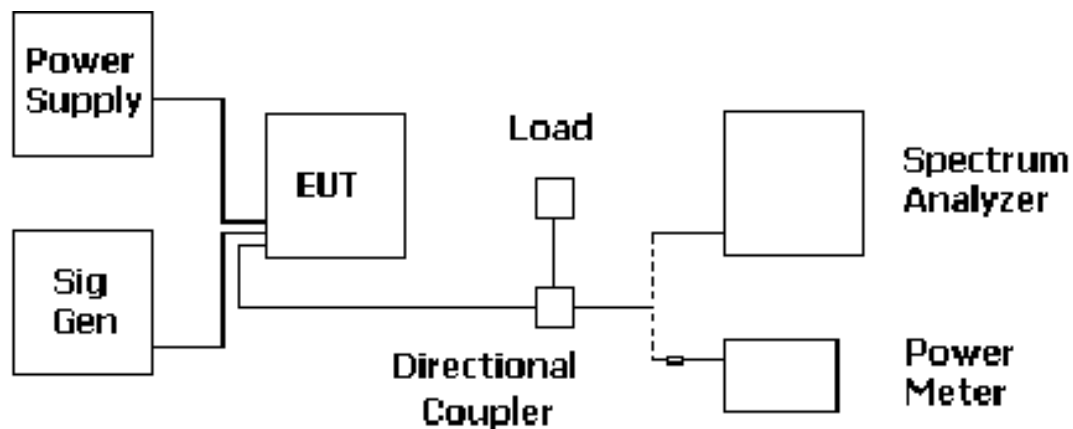 Power
Supply
EUT
Sig
Gen
Load
Directional
Coupler
Spectrum
Analyzer
Power
Meter